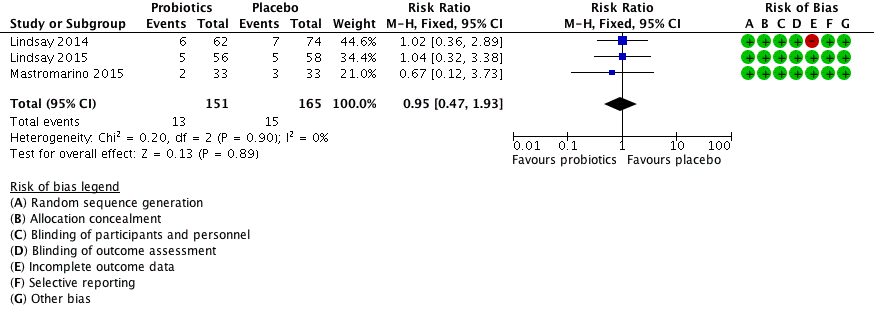 Probiotics Placebo Risk Ratio Risk Ratio Risk of Bias
Study or Subgroup Events Total Events Total Weight M-H, Fixed, 95% CI M-H, Fixed, 95% CI A B C D E F G
Lindsay 2014 6 62 7 74 44.6% 1.02 [0.36, 2.89] + + + + − + +
Lindsay 2015 5 56 5 58 34.4% 1.04 [0.32, 3.38] + + + + + + +
Mastromarino 2015 2 33 3 33 21.0% 0.67 [0.12, 3.73] + + + + + + +
Total (95% CI) 151 165 100.0% 0.95 [0.47, 1.93]
Total events 13 15
Heterogeneity: Chi² = 0.20, df = 2 (P = 0.90); I² = 0%
Test for overall effect: Z = 0.13 (P = 0.89)
0.01 0.1 1 10 100
Favours probiotics Favours placebo
Risk of bias legend
(A) Random sequence generation
(B) Allocation concealment
(C) Blinding of participants and personnel
(D) Blinding of outcome assessment
(E) Incomplete outcome data
(F) Selective reporting
(G) Other bias